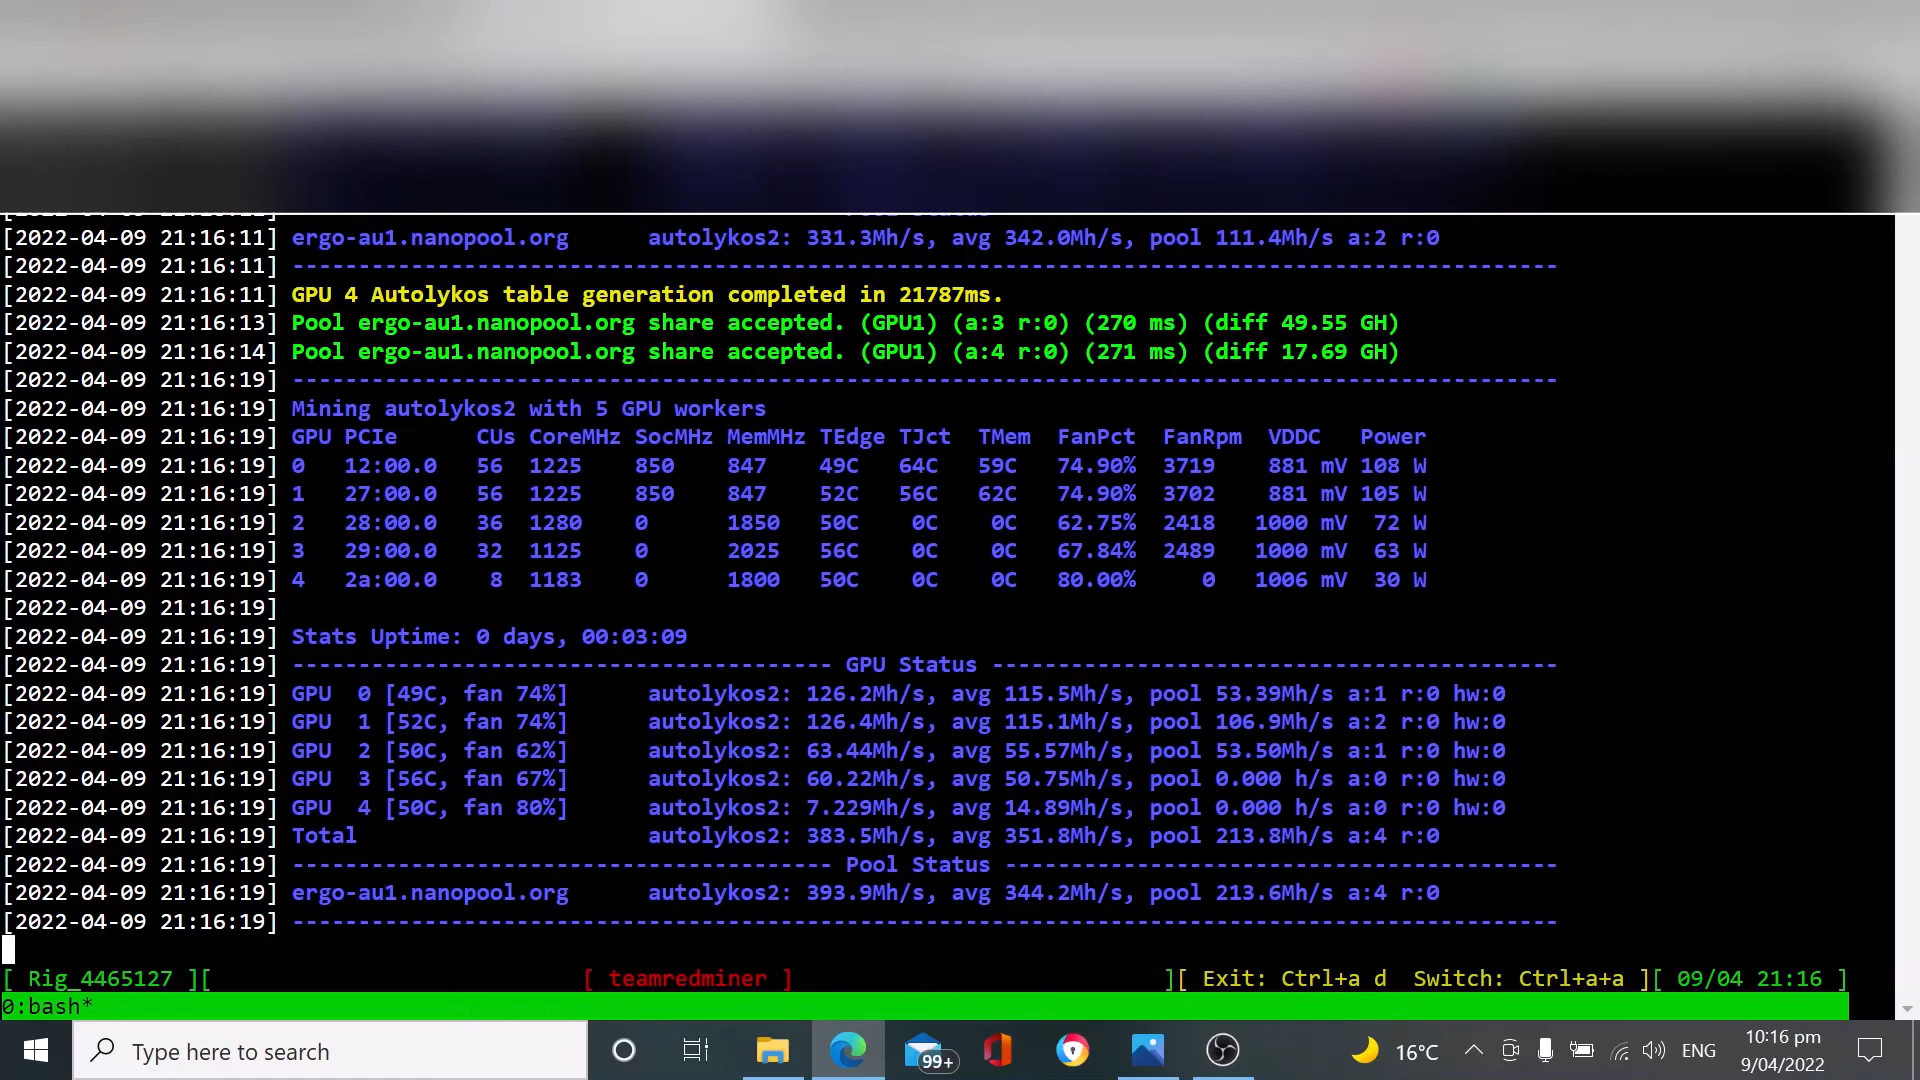 [2022-04-09 21:16:11] ergo-au1.nanopool.org autolykos2: 331.3Mh/s, avg 342.0Mh/s, pool 111.4Mh/s a:2 r:0
[2022-04-09 21:16:11] ------------------------------------------------------------------------------------------------
[2022-04-09 21:16:11] GPU 4 Autolykos table generation completed in 21787ms.
[2022-04-09 21:16:13] Pool ergo-au1.nanopool.org share accepted. (GPU1) (a:3 r:0) (270 ms) (diff 49.55 GH)
[2022-04-09 21:16:14] Pool ergo-au1.nanopool.org share accepted. (GPU1) (a:4 r:0) (271 ms) (diff 17.69 GH)
[2022-04-09 21:16:19] ------------------------------------------------------------------------------------------------
[2022-04-09 21:16:19] Mining autolykos2 with 5 GPU workers
[2022-04-09 21:16:19] GPU PCIe CUs CoreMHz SocMHz MemMHz TEdge TJct TMem FanPct FanRpm VDDC Power
[2022-04-09 21:16:19] 0 12:00.0 56 1225 850 847 49C 64C 59C 74.90% 3719 881 mV 108 W
[2022-04-09 21:16:19] 1 27:00.0 56 1225 850 847 52C 56C 62C 74.90% 3702 881 mV 105 W
[2022-04-09 21:16:19] 2 28:00.0 36 1280 0 1850 50C 0C 0C 62.75% 2418 1000 mV 72 W
[2022-04-09 21:16:19] 3 29:00.0 32 1125 0 2025 56C 0C 0C 67.84% 2489 1000 mV 63 W
[2022-04-09 21:16:19] 4 2a:00.0 8 1183 0 1800 50C 0C 0C 80.00% 0 1006 mV 30 W
[2022-04-09 21:16:19]
[2022-04-09 21:16:19] Stats Uptime: 0 days, 00:03:09
[2022-04-09 21:16:19] ----------------------------------------- GPU Status -------------------------------------------
[2022-04-09 21:16:19] GPU 0 [49C, fan 74%] autolykos2: 126.2Mh/s, avg 115.5Mh/s, pool 53.39Mh/s a:1 r:0 hw:0
[2022-04-09 21:16:19] GPU 1 [52C, fan 74%] autolykos2: 126.4Mh/s, avg 115.1Mh/s, pool 106.9Mh/s a:2 r:0 hw:0
[2022-04-09 21:16:19] GPU 2 [50C, fan 62%] autolykos2: 63.44Mh/s, avg 55.57Mh/s, pool 53.50Mh/s a:1 r:0 hw:0
[2022-04-09 21:16:19] GPU 3 [56C, fan 67%] autolykos2: 60.22Mh/s, avg 50.75Mh/s, pool 0.000 h/s a:0 r:0 hw:0
[2022-04-09 21:16:19] GPU 4 [50C, fan 80%] autolykos2: 7.229Mh/s, avg 14.89Mh/s, pool 0.000 h/s a:0 r:0 hw:0
[2022-04-09 21:16:19] Total autolykos2: 383.5Mh/s, avg 351.8Mh/s, pool 213.8Mh/s a:4 r:0
[2022-04-09 21:16:19] ----------------------------------------- Pool Status ------------------------------------------
[2022-04-09 21:16:19] ergo-au1.nanopool.org autolykos2: 393.9Mh/s, avg 344.2Mh/s, pool 213.6Mh/s a:4 r:0
[2022-04-09 21:16:19] ------------------------------------------------------------------------------------------------
[ Rig_4465127 ][ [ teamredminer ] ][ Exit: Ctrl+a d Switch: Ctrl+a+a ][ 09/04 21:16 ]
0:bash*
Type here to search
99+
16°C
ENG
10:16 pm
9/04/2022